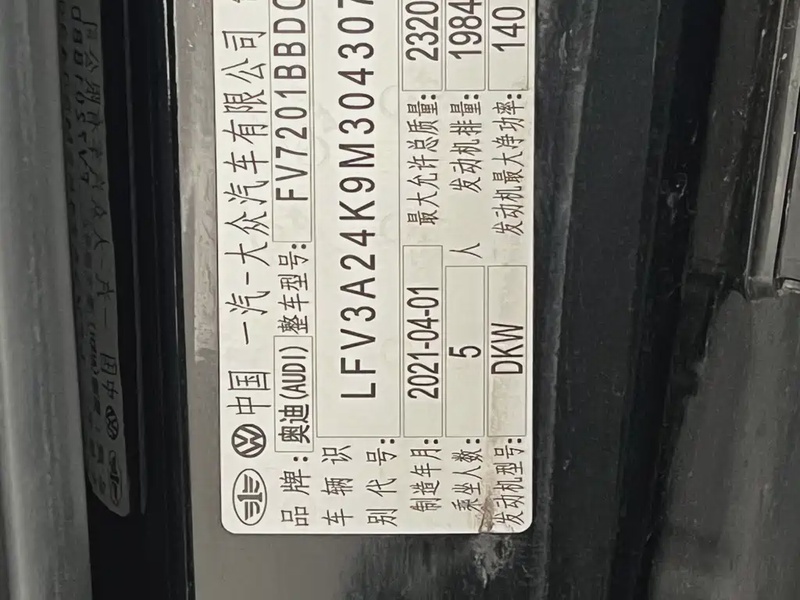 中国 一汽-大众汽车有限公司
品牌: 奥迪(AUDI) 整车型号: FV7201BBDC
车辆识别代号: LFV3A24K9M304307
制造年月: 2021-04-01 最大允许总质量: 2320
乘坐人数: 5 人 发动机排量: 1984
发动机型号: DKW 发动机最大净功率: 140